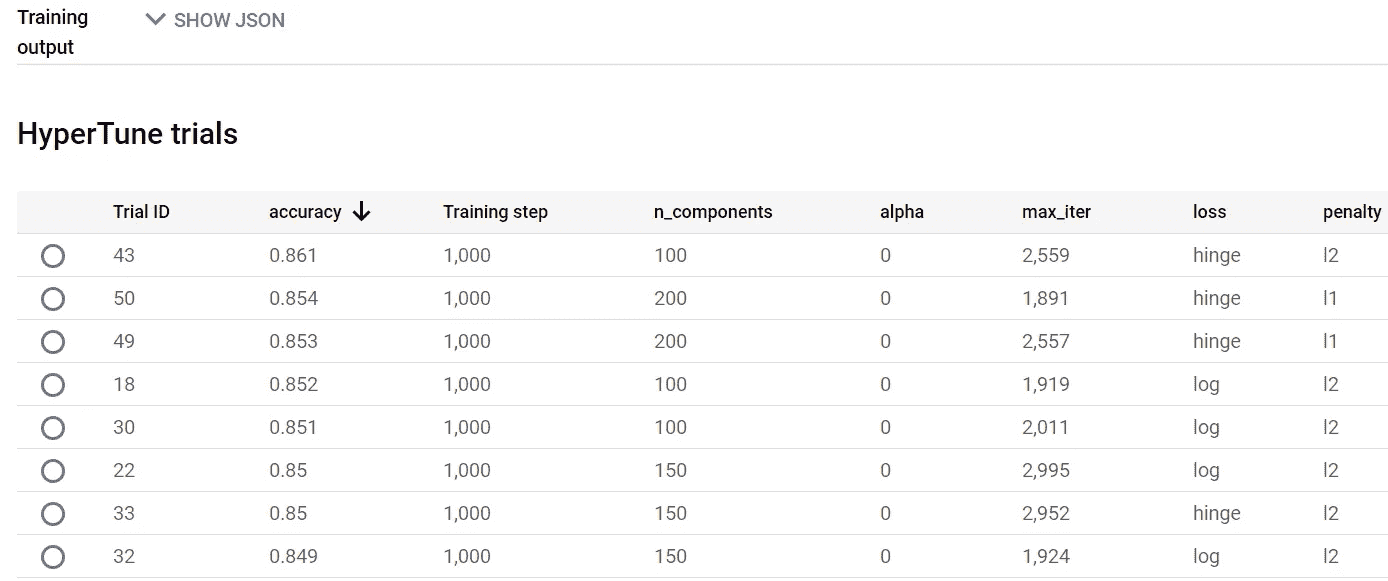 Training
output
SHOW JSON
HyperTune trials
Trial ID accuracy Training step n_components alpha max_iter loss penalty
43 0.861 1,000 100 0 2,559 hinge l2
50 0.854 1,000 200 0 1,891 hinge l1
49 0.853 1,000 200 0 2,557 hinge l1
18 0.852 1,000 100 0 1,919 log l2
30 0.851 1,000 100 0 2,011 log l2
22 0.85 1,000 150 0 2,995 log l2
33 0.85 1,000 150 0 2,952 hinge l2
32 0.849 1,000 150 0 1,924 log l2